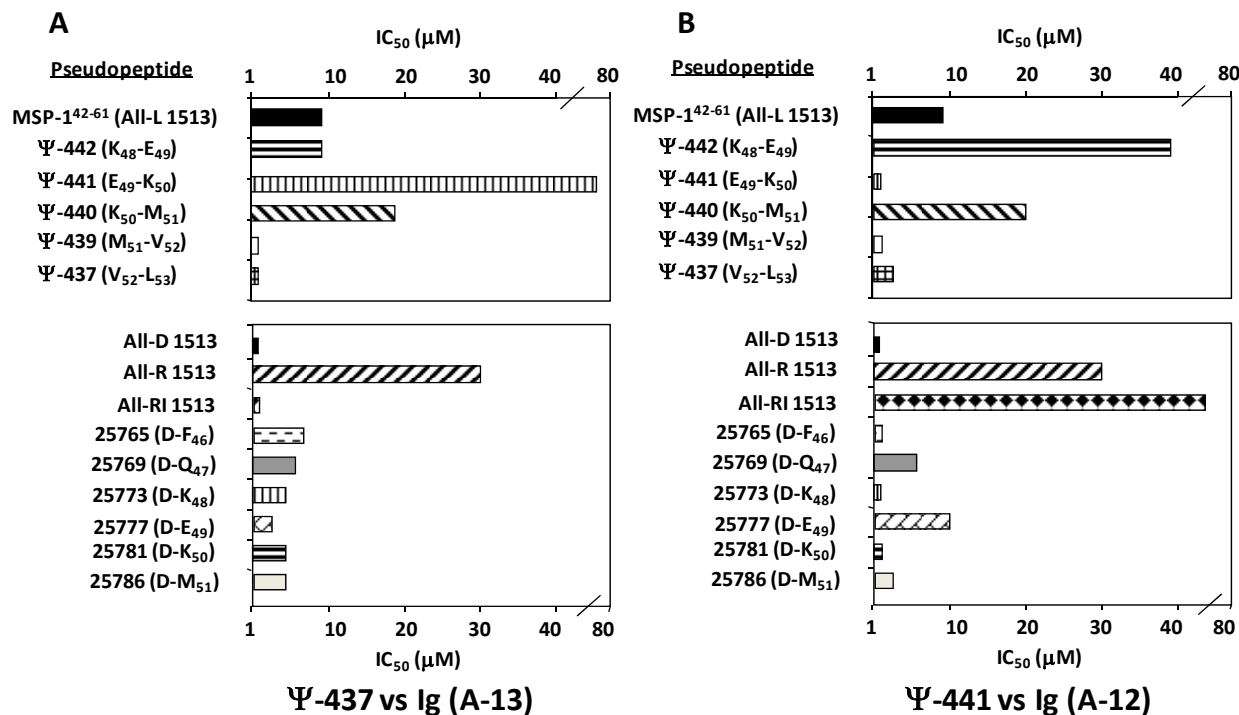 A
IC50 (μM)
Pseudopeptide
1 10 20 30 40 80
MSP-1^42-61 (All-L 1513)
Ψ-442 (K48-E49)
Ψ-441 (E49-K50)
Ψ-440 (K50-M51)
Ψ-439 (M51-V52)
Ψ-437 (V52-L53)
All-D 1513
All-R 1513
All-RI 1513
25765 (D-F46)
25769 (D-Q47)
25773 (D-K48)
25777 (D-E49)
25781 (D-K50)
25786 (D-M51)
1 10 20 30 40 80
IC50 (μM)
Ψ-437 vs Ig (A-13)
B
IC50 (μM)
Pseudopeptide
1 10 20 30 40 80
MSP-1^42-61 (All-L 1513)
Ψ-442 (K48-E49)
Ψ-441 (E49-K50)
Ψ-440 (K50-M51)
Ψ-439 (M51-V52)
Ψ-437 (V52-L53)
All-D 1513
All-R 1513
All-RI 1513
25765 (D-F46)
25769 (D-Q47)
25773 (D-K48)
25777 (D-E49)
25781 (D-K50)
25786 (D-M51)
1 10 20 30 40 80
IC50 (μM)
Ψ-441 vs Ig (A-12)